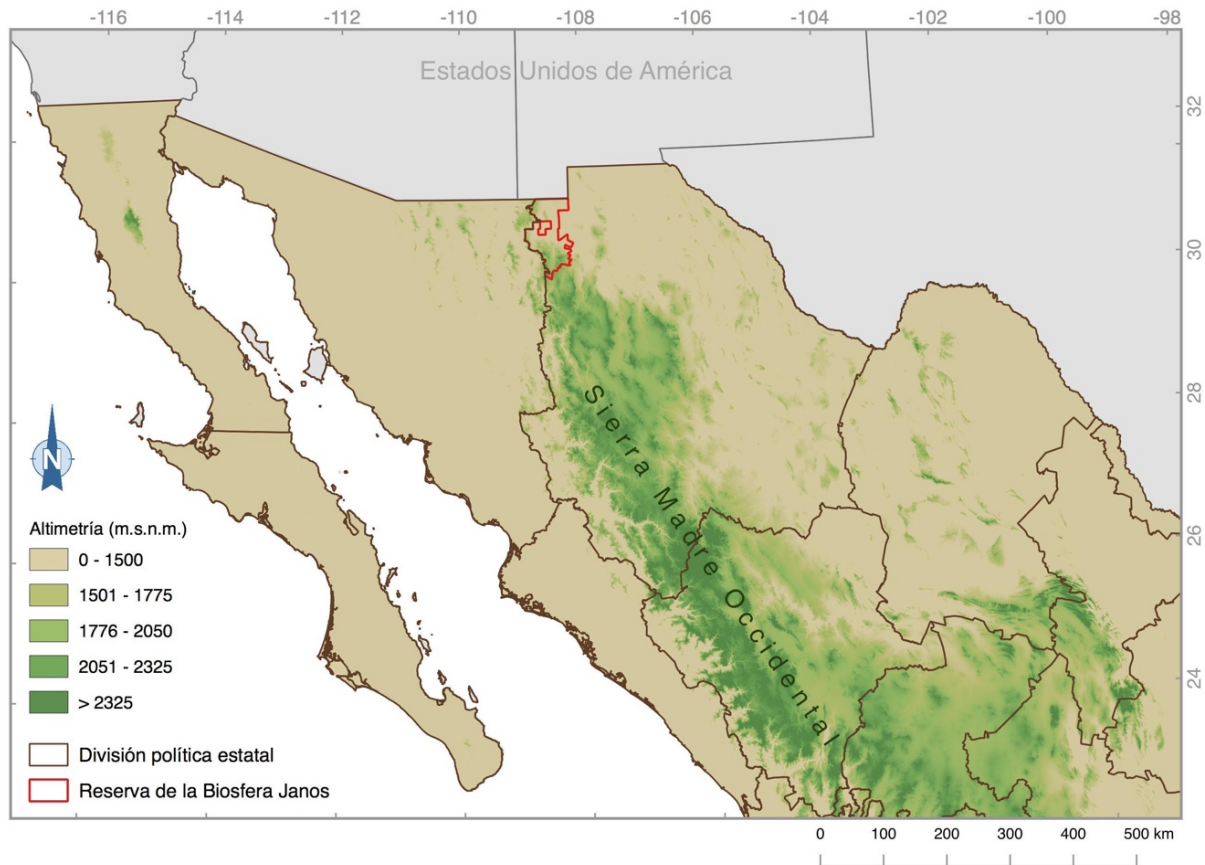 -116 -114 -110 -108 -106 -104 -102 -100 -98
Estados Unidos de América
32
30
28
26
24
Sierra Madre Occidental
N
Altimetría (m.s.n.m.)
0 - 1500
1501 - 1775
1776 - 2050
2051 - 2325
> 2325
División política estatal
Reserva de la Biosfera Janos
0 100 200 300 400 500 km